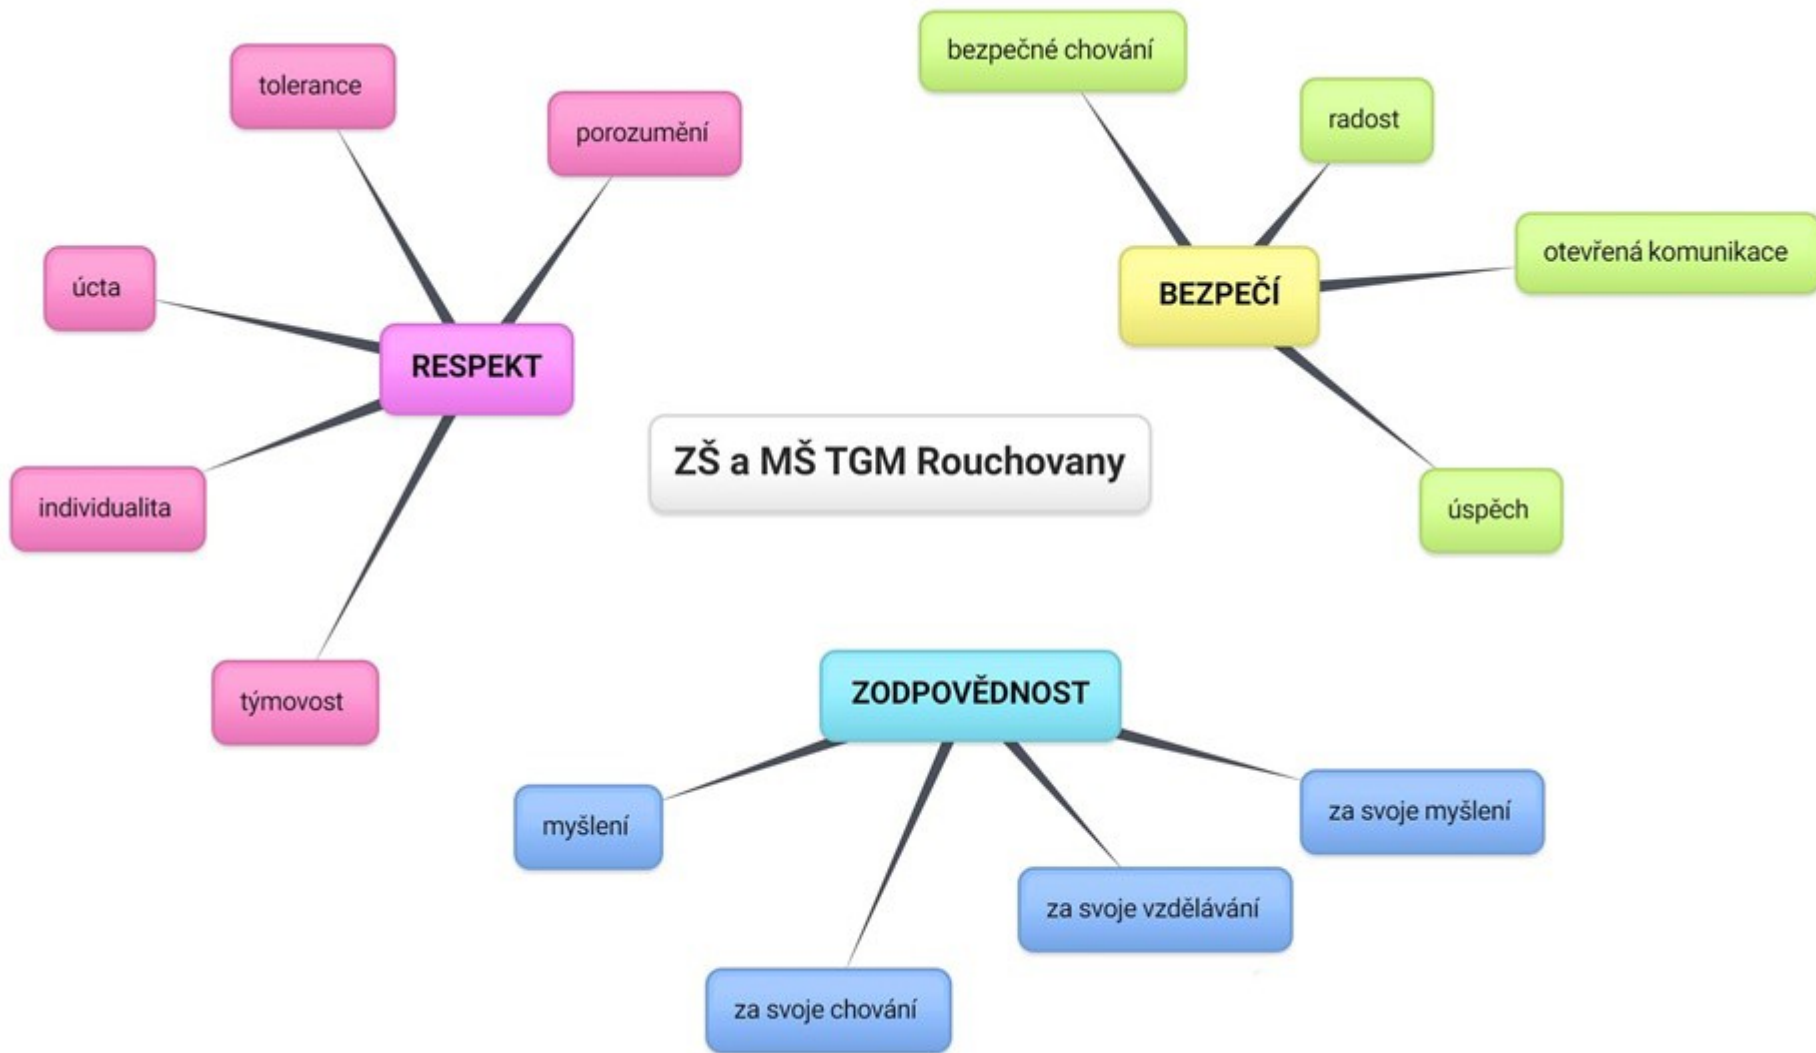 tolerance
porozumění
úcta
RESPEKT
individualita
týmovost
bezpečné chování
radost
otevřená komunikace
BEZPEČÍ
úspěch
ZŠ a MŠ TGM Rouchovany
ZODPOVĚDNOST
myšlení
za svoje myšlení
za svoje vzdělávání
za svoje chování